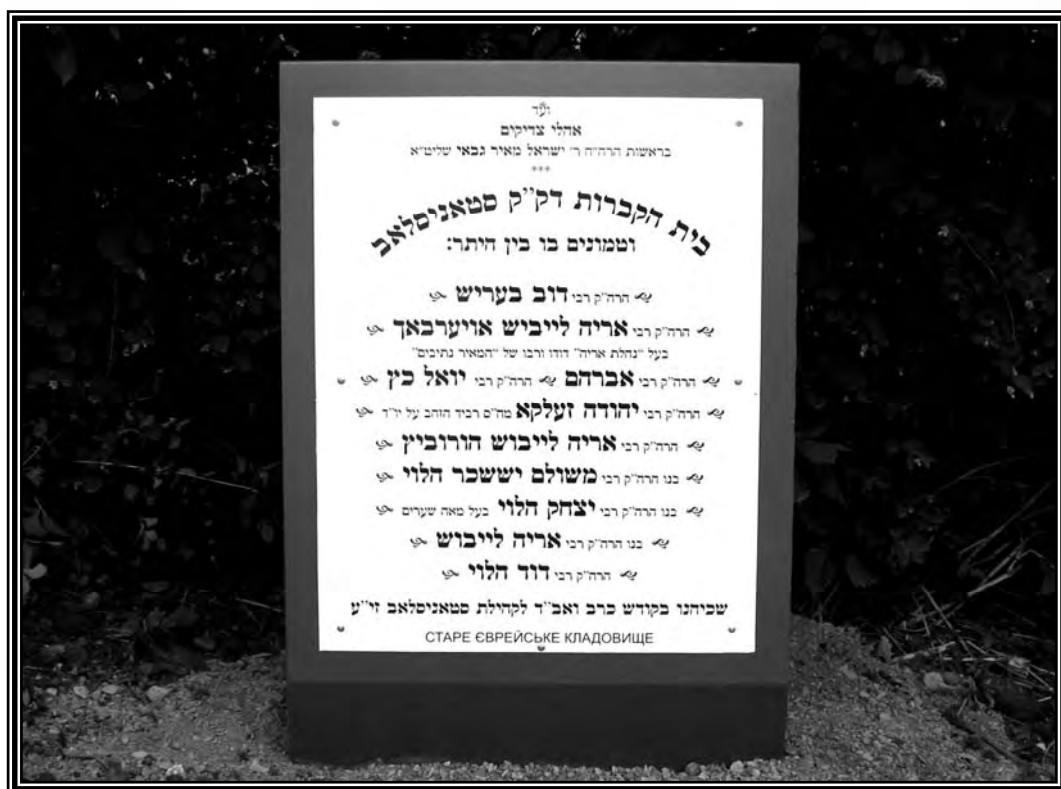 ועד
אהלי צדיקים
בראשות הרה"ח ר' ישראל מאיר גבאי שליט"א
***
בית הקברות דק"ק סטאניסלאב
וטמונים בו בין היתר:
הרה"ק רבי דוב בעריש
הרה"ק רבי אריה לייביש אויערבאך
בעל "נחלת אריה" דודו ורבו של "המאיר נתיבים"
הרה"ק רבי אברהם הרה"ק רבי יואל כץ
הרה"ק רבי יהודה זעלקא מח"ס רביד הזהב על יו"ד
הרה"ק רבי אריה לייבוש הורוביץ
בנו הרה"ק רבי משולם יששכר הלוי
בנו הרה"ק רבי יצחק הלוי בעל מאה שערים
בנו הרה"ק רבי אריה לייבוש
הרה"ק רבי דוד הלוי
שכיהנו בקודש כרב ואב"ד לקהילת סטאניסלאב זי"ע
СТАРЕ ЄВРЕЙСЬКЕ КЛАДОВИЩЕ